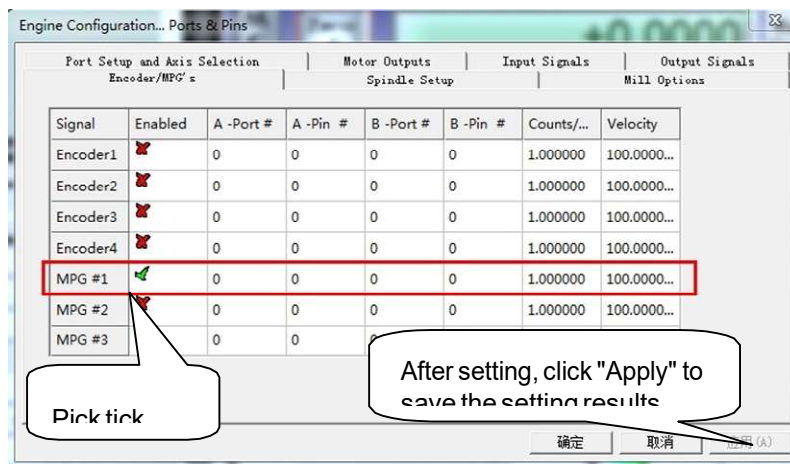 Engine Configuration... Ports & Pins
+0.000
Port Setup and Axis Selection Motor Outputs Input Signals Output Signals
Encoder/MPG's Spindle Setup Mill Options
Signal Enabled A -Port # A -Pin # B -Port # B -Pin # Counts/... Velocity
Encoder1 0 0 0 0 1.000000 100.0000...
Encoder2 0 0 0 0 1.000000 100.0000...
Encoder3 0 0 0 0 1.000000 100.0000...
Encoder4 0 0 0 0 1.000000 100.0000...
MPG #1 0 0 0 0 1.000000 100.0000...
MPG #2 0 0 0 0 1.000000 100.0000...
MPG #3 0 0
After setting, click "Apply" to
save the setting results
Pick tick
确定 取消 应用(A)